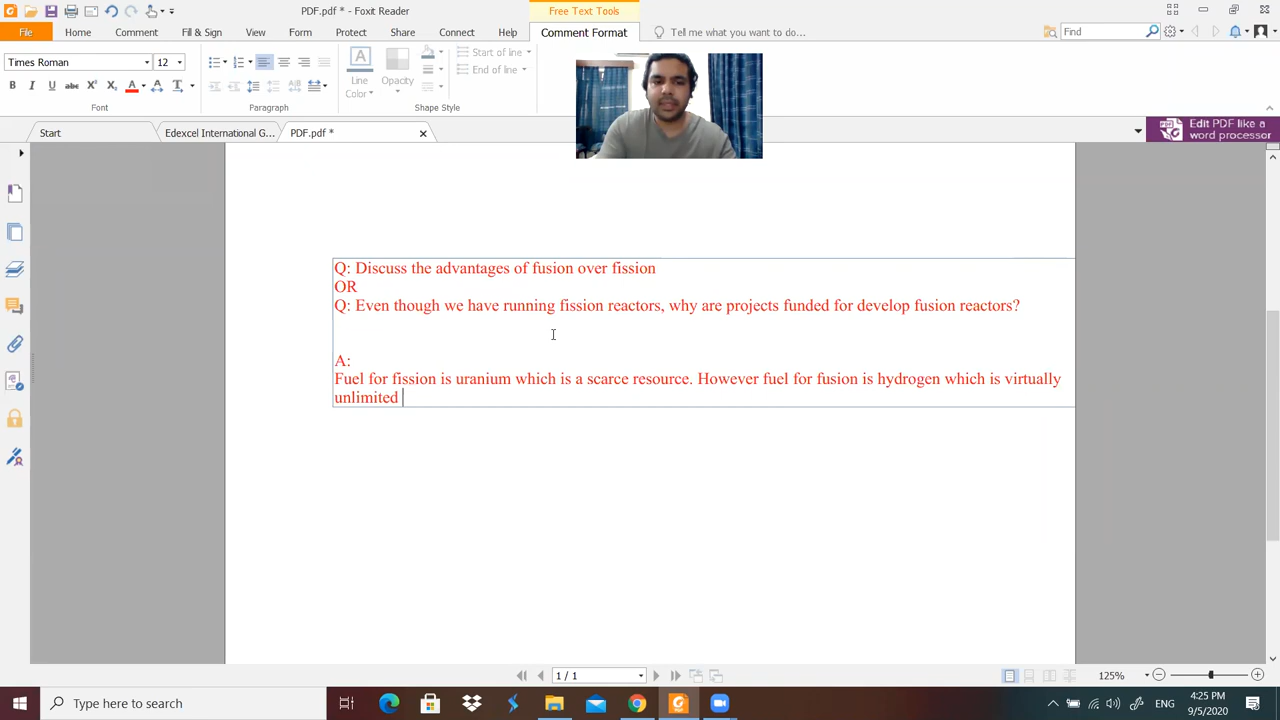 PDF.pdf * - Foxit Reader
Free Text Tools
File
Home
Comment
Fill & Sign
View
Form
Protect
Share
Connect
Help
Comment Format
Tell me what you want to do...
Find
Times Roman
12
Font
Paragraph
Line
Color
Opacity
Start of line
End of line
Shape Style
Start
Edexcel International G...
PDF.pdf *
Edit PDF like a
word processor
Q: Discuss the advantages of fusion over fission
OR
Q: Even though we have running fission reactors, why are projects funded for develop fusion reactors?
A:
Fuel for fission is uranium which is a scarce resource. However fuel for fusion is hydrogen which is virtually
unlimited
1 / 1
125%
Type here to search
ENG
4:25 PM
9/5/2020